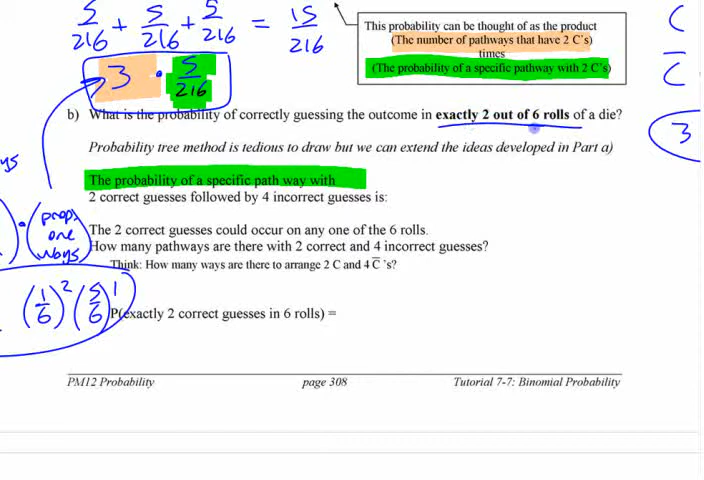 5/216 + 5/216 + 5/216 = 15/216
3 · 5/216
This probability can be thought of as the product
(The number of pathways that have 2 C's)
times
(The probability of a specific pathway with 2 C's)
C
C̅
3
b) What is the probability of correctly guessing the outcome in exactly 2 out of 6 rolls of a die?
Probability tree method is tedious to draw but we can extend the ideas developed in Part a)
The probability of a specific path way with
2 correct guesses followed by 4 incorrect guesses is:
The 2 correct guesses could occur on any one of the 6 rolls.
How many pathways are there with 2 correct and 4 incorrect guesses?
Think: How many ways are there to arrange 2 C and 4 C̅ 's?
) · (
one
(1/6)² (5/6)¹
P(exactly 2 correct guesses in 6 rolls) =
PM12 Probability
page 308
Tutorial 7-7: Binomial Probability